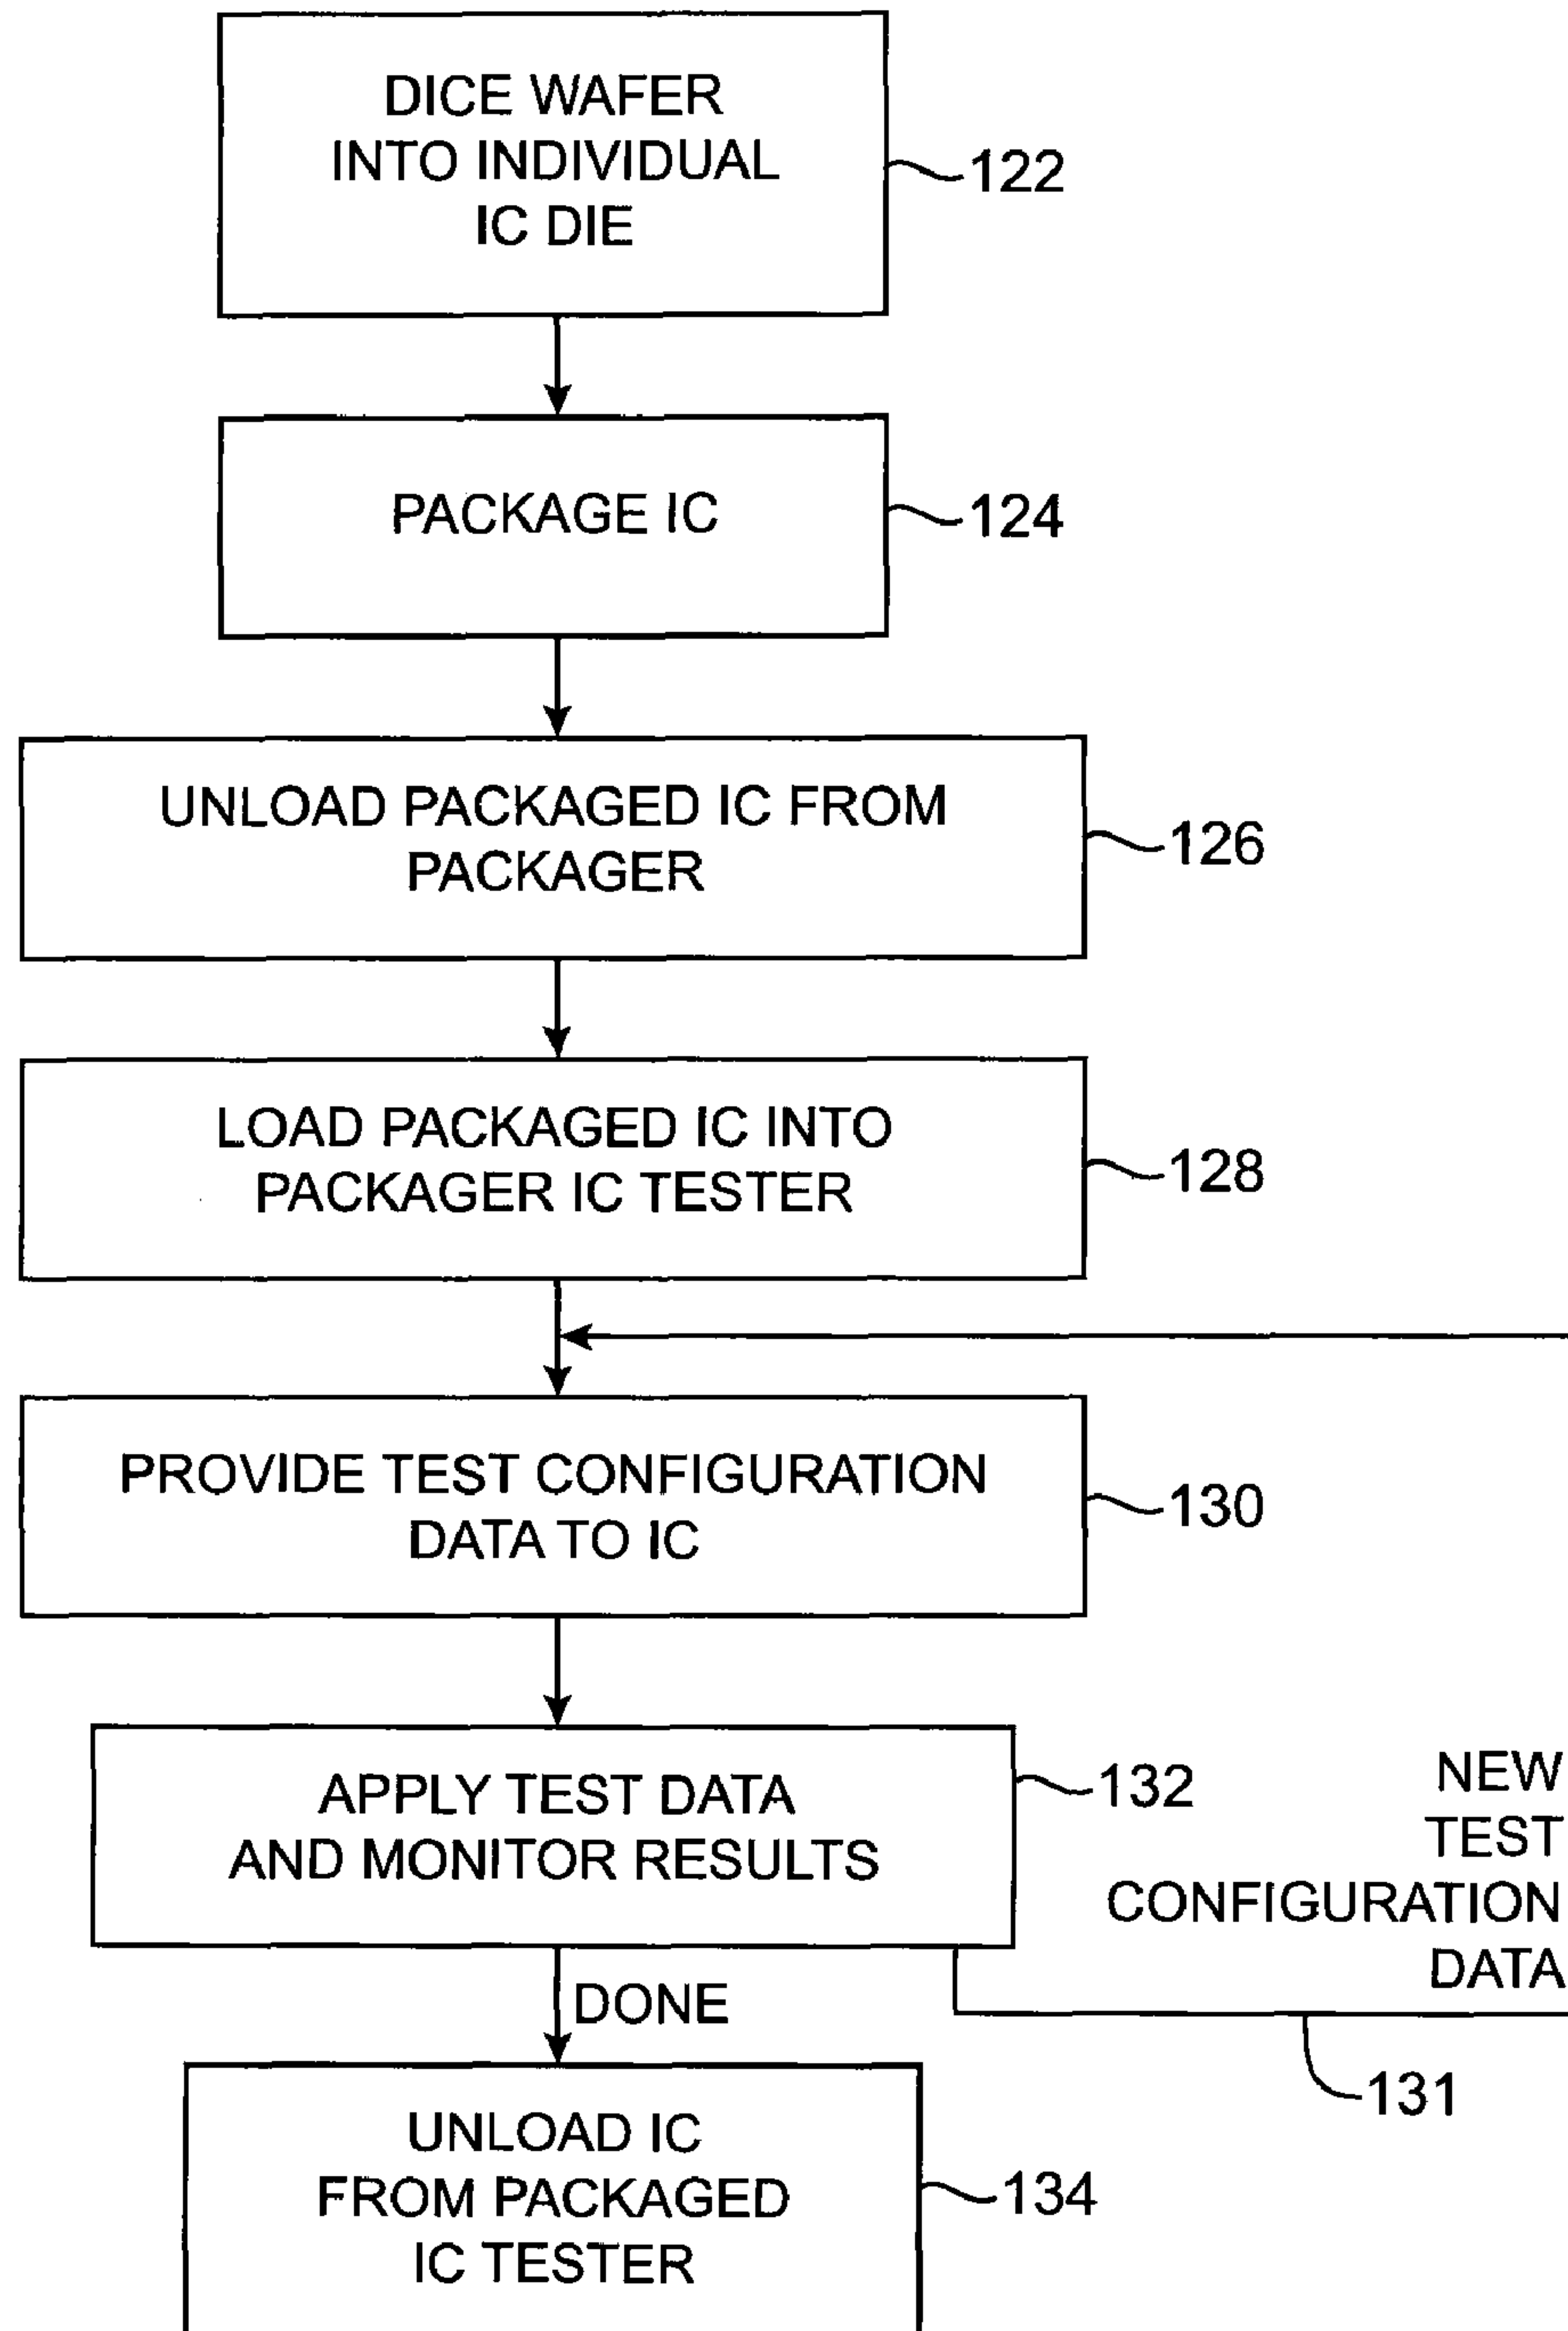 DICE WAFER
INTO INDIVIDUAL
IC DIE
122
PACKAGE IC
124
UNLOAD PACKAGED IC FROM
PACKAGER
126
LOAD PACKAGED IC INTO
PACKAGER IC TESTER
128
PROVIDE TEST CONFIGURATION
DATA TO IC
130
APPLY TEST DATA
AND MONITOR RESULTS
132
NEW
TEST
CONFIGURATION
DATA
DONE
131
UNLOAD IC
FROM PACKAGED
IC TESTER
134